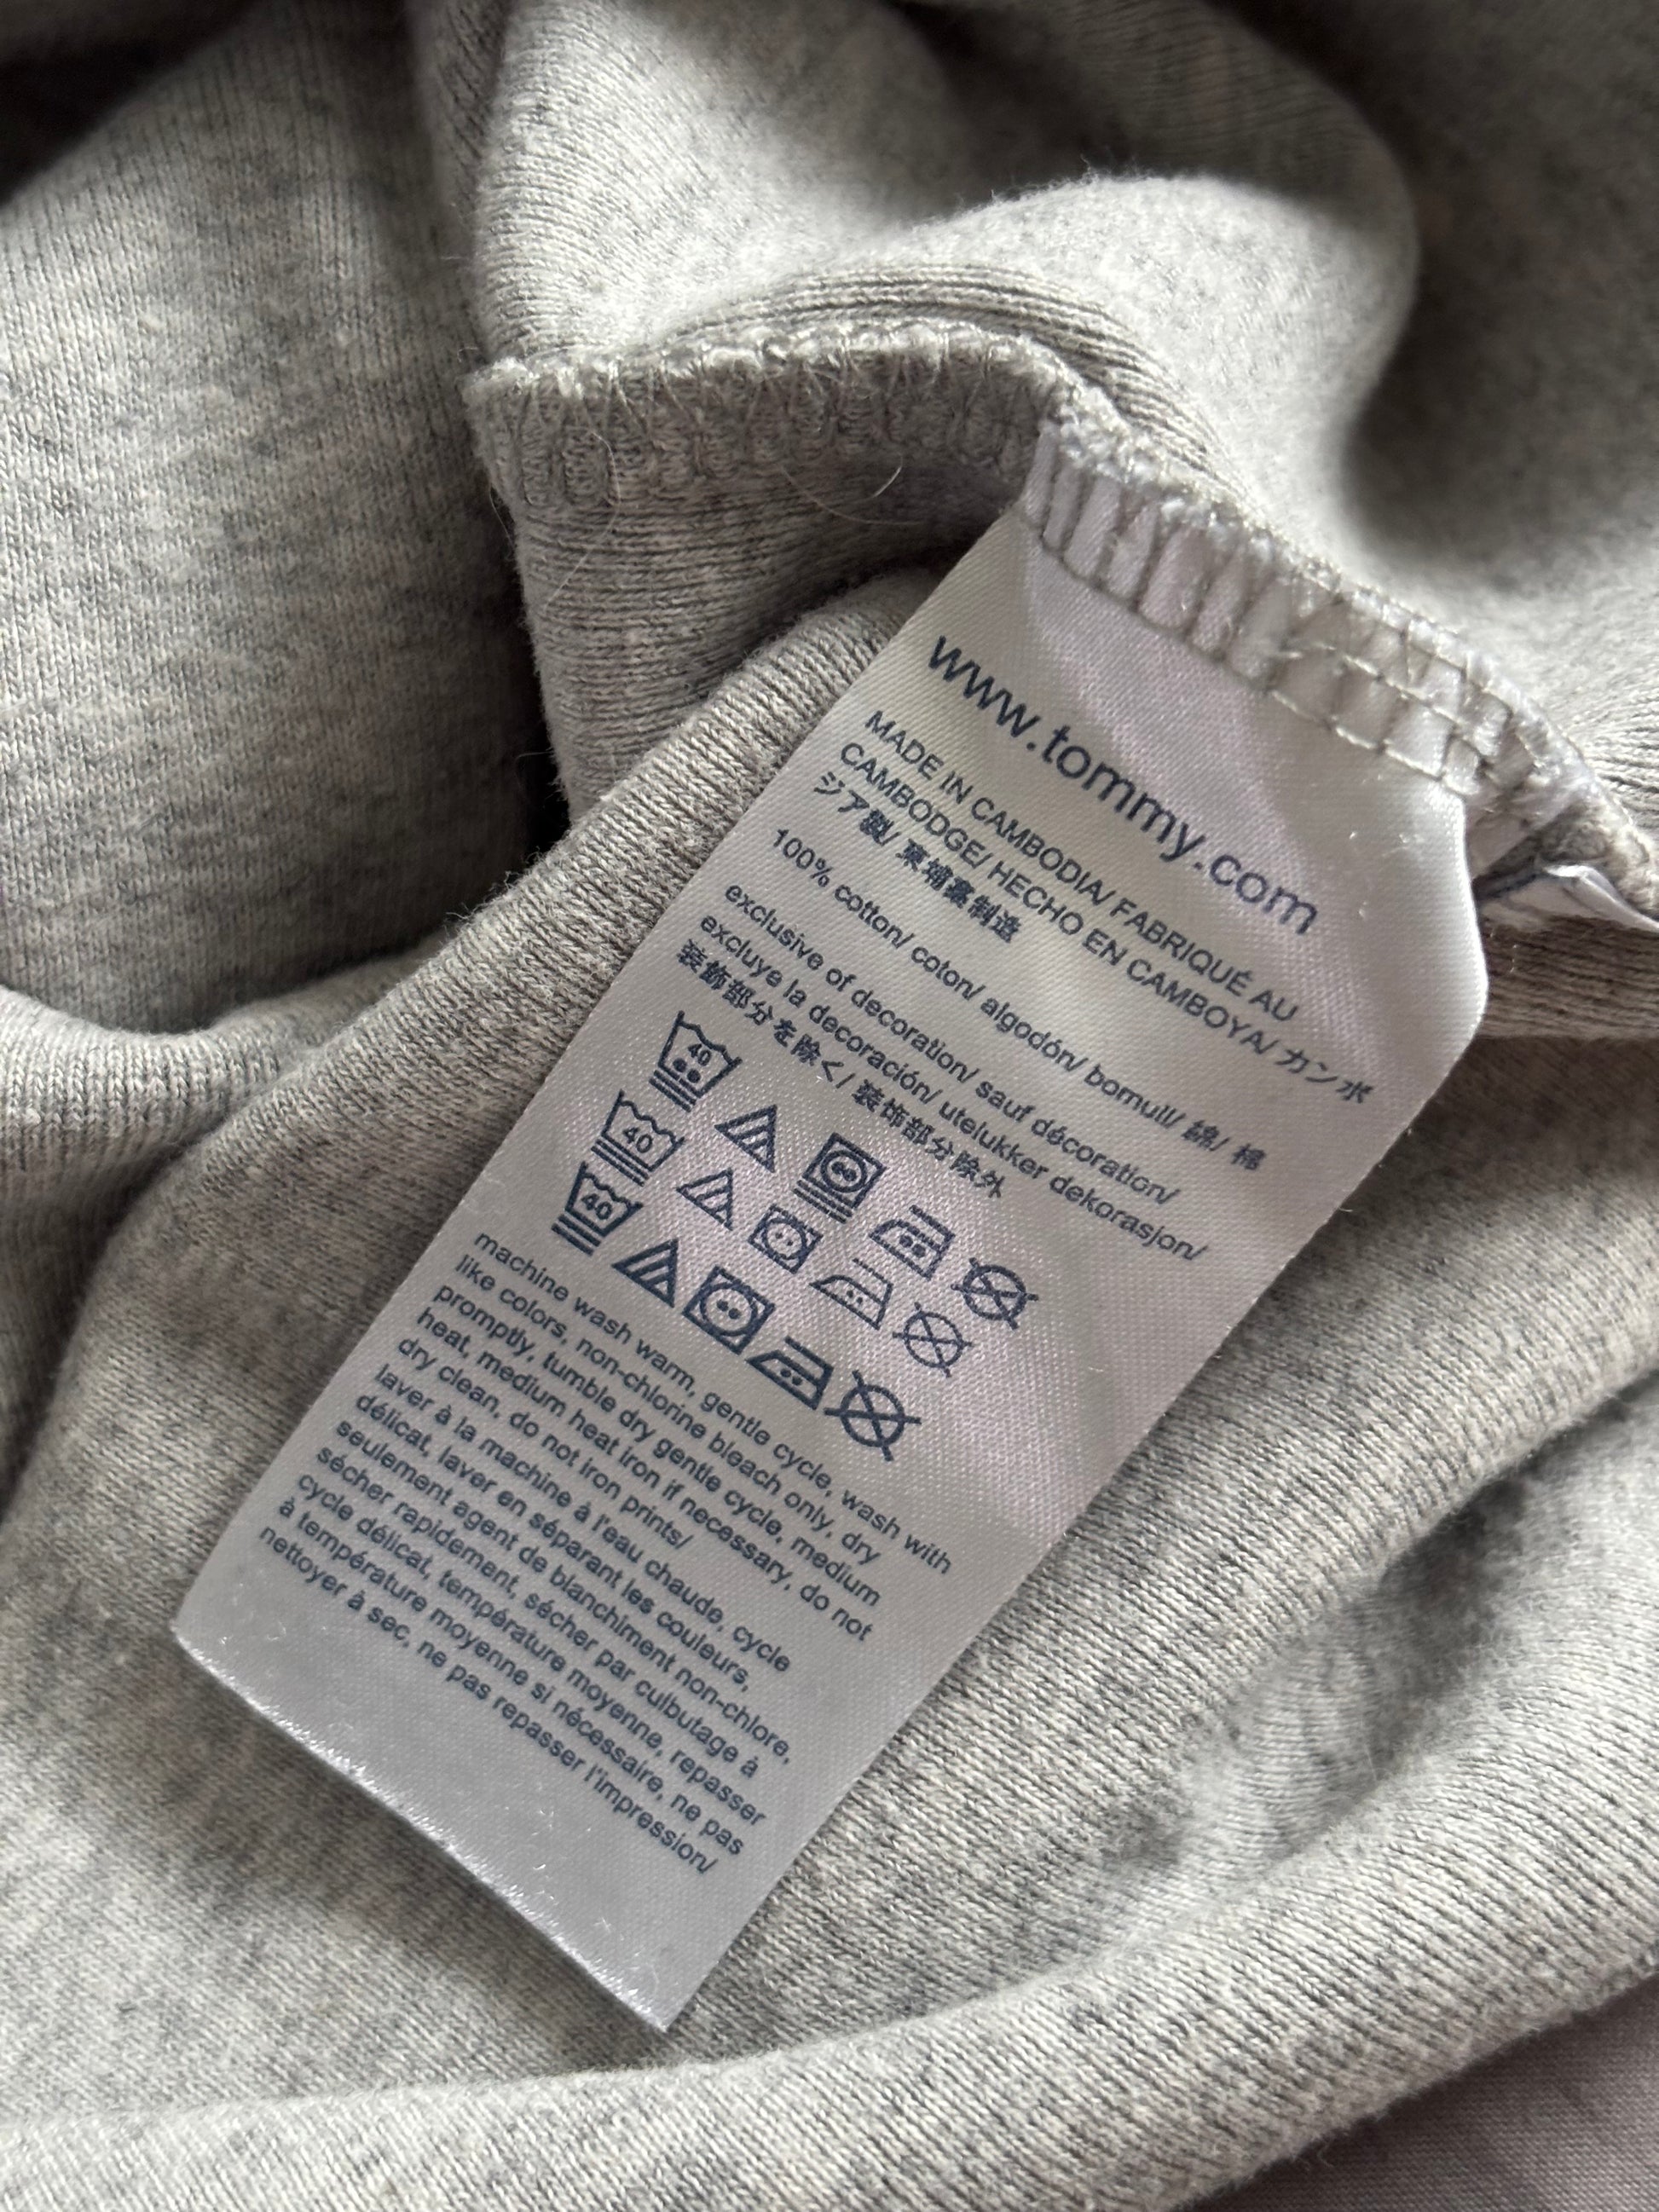 www.tommy.com
MADE IN CAMBODIA/ FABRIQUÉ AU
CAMBODGE/ HECHO EN CAMBOYA/ カンボ
ジア製/ 柬埔寨制造
100% cotton/ coton/ algodón/ bomull/ 綿/ 棉
exclusive of decoration/ sauf décoration/
excluye la decoración/ utelukker dekorasjon/
装飾部分を除く/ 装饰部分除外
40
40
40
machine wash warm, gentle cycle, wash with
like colors, non-chlorine bleach only, dry
promptly, tumble dry gentle cycle, medium
heat, medium heat iron if necessary, do not
dry clean, do not iron prints/
laver à la machine à l'eau chaude, cycle
délicat, laver en séparant les couleurs,
seulement agent de blanchiment non-chlore,
sécher rapidement, sécher par culbutage à
cycle délicat, température moyenne, repasser
à température moyenne si nécessaire, ne pas
nettoyer à sec, ne pas repasser l'impression/